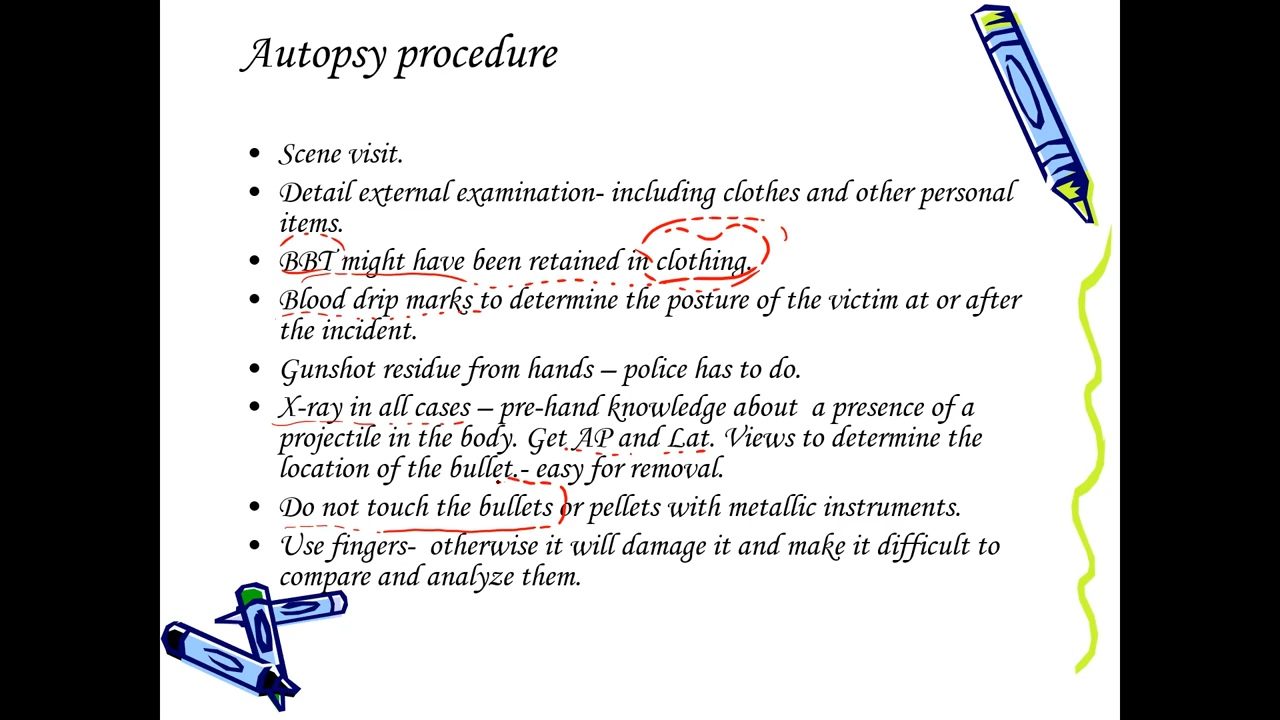 Autopsy procedure
• Scene visit.
• Detail external examination- including clothes and other personal
items.
• BBT might have been retained in clothing.
• Blood drip marks to determine the posture of the victim at or after
the incident.
• Gunshot residue from hands – police has to do.
• X-ray in all cases – pre-hand knowledge about a presence of a
projectile in the body. Get AP and Lat. Views to determine the
location of the bullet.- easy for removal.
• Do not touch the bullets or pellets with metallic instruments.
• Use fingers- otherwise it will damage it and make it difficult to
compare and analyze them.